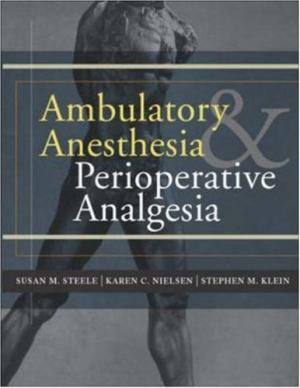 Ambulatory
Anesthesia &
Perioperative
Analgesia
SUSAN M. STEELE | KAREN C. NIELSEN | STEPHEN M. KLEIN